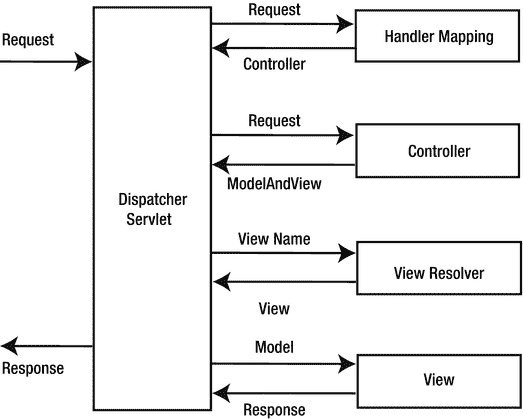 Request
Request
Handler Mapping
Controller
Request
Controller
ModelAndView
Dispatcher
Servlet
View Name
View Resolver
View
Model
Response
View
Response